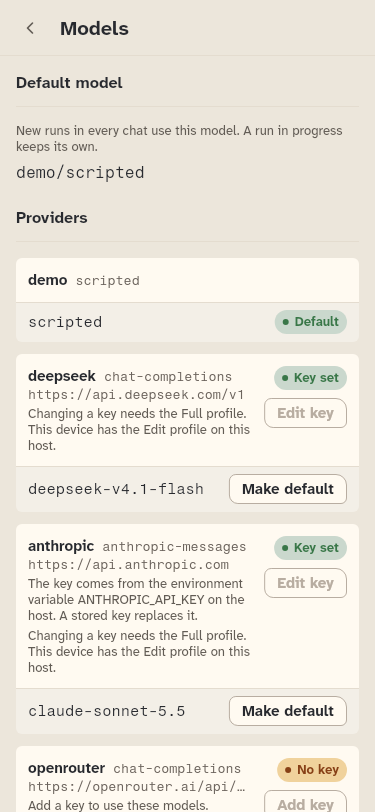 Models
Default model
New runs in every chat use this model. A run in progress
keeps its own.
demo/scripted
Providers
demo scripted
scripted Default
deepseek chat-completions Key set
https://api.deepseek.com/v1
Changing a key needs the Full profile. Edit key
This device has the Edit profile on this
host.
deepseek-v4.1-flash Make default
anthropic anthropic-messages Key set
https://api.anthropic.com
The key comes from the environment Edit key
variable ANTHROPIC_API_KEY on the
host. A stored key replaces it.
Changing a key needs the Full profile.
This device has the Edit profile on this
host.
claude-sonnet-5.5 Make default
openrouter chat-completions No key
https://openrouter.ai/api/…
Add a key to use these models. Add key